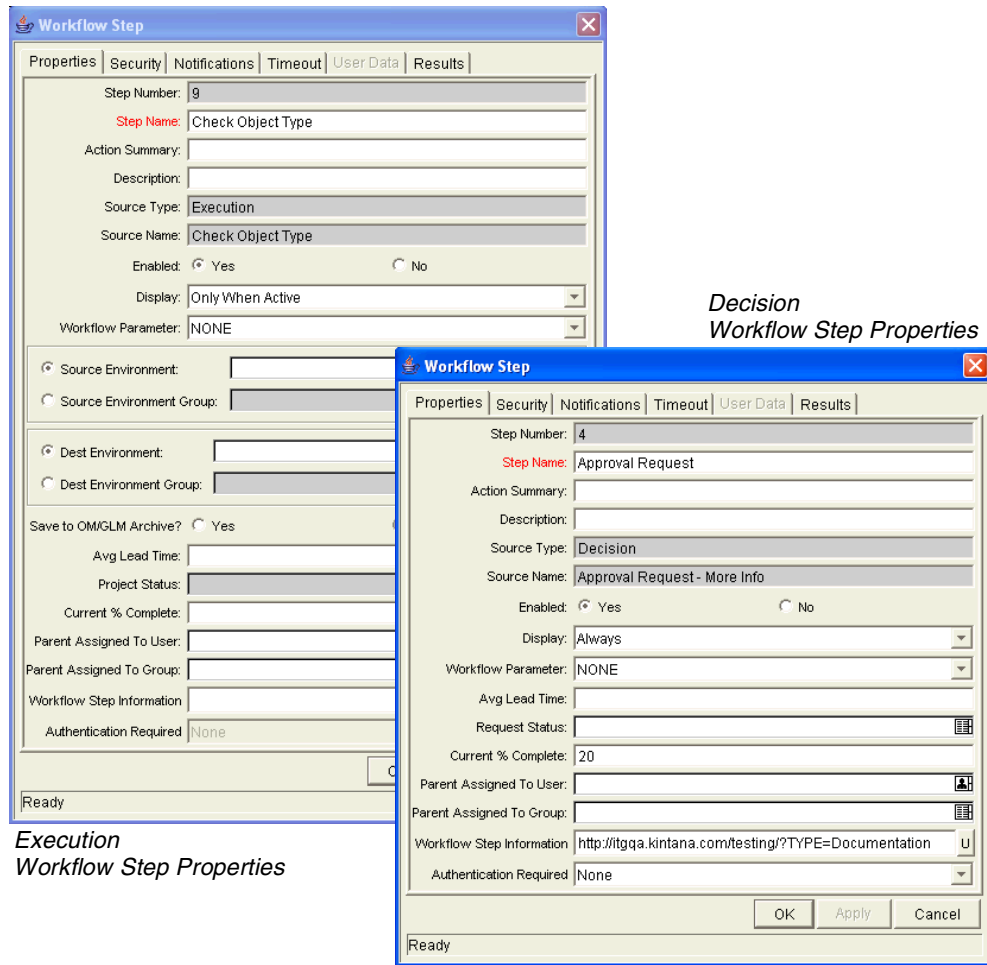 Workflow Step
Properties Security Notifications Timeout User Data Results
Step Number: 9
Step Name: Check Object Type
Action Summary:
Description:
Source Type: Execution
Source Name: Check Object Type
Enabled: Yes No
Display: Only When Active
Workflow Parameter: NONE
Source Environment:
Source Environment Group:
Dest Environment:
Dest Environment Group:
Save to OM/GLM Archive? Yes
Avg Lead Time:
Project Status:
Current % Complete:
Parent Assigned To User:
Parent Assigned To Group:
Workflow Step Information
Authentication Required None
Ready
Execution
Workflow Step Properties
Decision
Workflow Step Properties
Workflow Step
Properties Security Notifications Timeout User Data Results
Step Number: 4
Step Name: Approval Request
Action Summary:
Description:
Source Type: Decision
Source Name: Approval Request - More Info
Enabled: Yes No
Display: Always
Workflow Parameter: NONE
Avg Lead Time:
Request Status:
Current % Complete: 20
Parent Assigned To User:
Parent Assigned To Group:
Workflow Step Information http://itgqa.kintana.com/testing/?TYPE=Documentation U
Authentication Required None
OK Apply Cancel
Ready